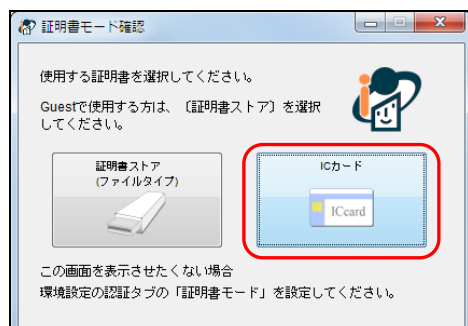 証明書モード確認
使用する証明書を選択してください。
Guestで使用する方は、〔証明書ストア〕を選択
してください。
証明書ストア
(ファイルタイプ)
ICカード
ICcard
この画面を表示させたくない場合
環境設定の認証タブの「証明書モード」を設定してください。